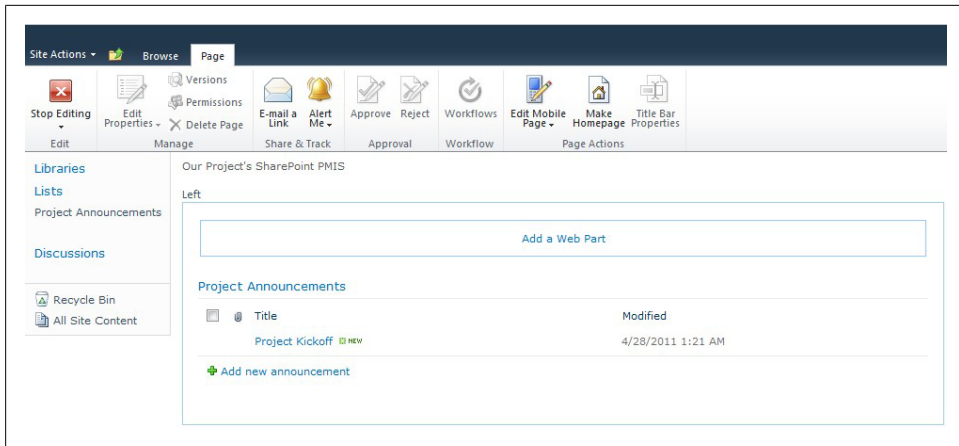 Site Actions Browse Page
Stop Editing
Edit
Edit Properties
Versions
Permissions
Delete Page
Manage
E-mail a Link
Alert Me
Share & Track
Approve
Reject
Approval
Workflows
Workflow
Edit Mobile Page
Make Homepage
Title Bar Properties
Page Actions
Libraries
Lists
Project Announcements
Discussions
Recycle Bin
All Site Content
Our Project's SharePoint PMIS
Left
Add a Web Part
Project Announcements
Title Modified
Project Kickoff NEW 4/28/2011 1:21 AM
Add new announcement